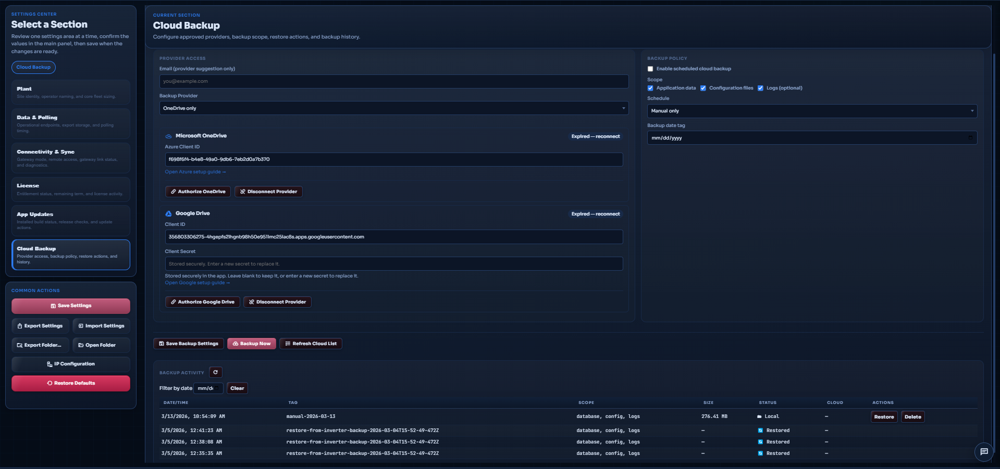 SETTINGS CENTER
Select a Section
Review one settings area at a time, confirm the
values in the main panel, then save when the
changes are ready.
Cloud Backup
Plant
Site identity, operator naming, and core fleet sizing.
Data & Polling
Operational endpoints, export storage, and polling
timing.
Connectivity & Sync
Gateway mode, remote access, gateway link status,
and diagnostics.
License
Entitlement status, remaining term, and license activity.
App Updates
Installed build status, release checks, and update
actions.
Cloud Backup
Provider access, backup policy, restore actions, and
history.
COMMON ACTIONS
Save Settings
Export Settings
Import Settings
Export Folder...
Open Folder
IP Configuration
Restore Defaults
CURRENT SECTION
Cloud Backup
Configure approved providers, backup scope, restore actions, and backup history.
PROVIDER ACCESS
Email (provider suggestion only)
you@example.com
Backup Provider
OneDrive only
Microsoft OneDrive
Expired — reconnect
Azure Client ID
f698f6f4-b4e8-49a0-9db6-7eb2d0a7b370
Open Azure setup guide →
Authorize OneDrive
Disconnect Provider
Google Drive
Expired — reconnect
Client ID
Client Secret
Stored securely. Enter a new secret to replace it.
Stored securely in the app. Leave blank to keep it, or enter a new secret to replace it.
Open Google setup guide →
Authorize Google Drive
Disconnect Provider
BACKUP POLICY
Enable scheduled cloud backup
Scope
Application data
Configuration files
Logs (optional)
Schedule
Manual only
Backup date tag
mm/dd/yyyy
Save Backup Settings
Backup Now
Refresh Cloud List
BACKUP ACTIVITY
Filter by date
mm/d
Clear
DATE/TIME TAG SCOPE SIZE STATUS CLOUD ACTIONS
3/13/2026, 10:54:09 AM manual-2026-03-13 database, config, logs 276.41 MB Local — Restore Delete
3/5/2026, 12:41:23 AM restore-from-inverter-backup-2026-03-04T15-52-49-472Z database, config, logs — Restored —
3/5/2026, 12:38:08 AM restore-from-inverter-backup-2026-03-04T15-52-49-472Z database, config, logs — Restored —
3/5/2026, 12:35:35 AM restore-from-inverter-backup-2026-03-04T15-52-49-472Z database, config, logs — Restored —